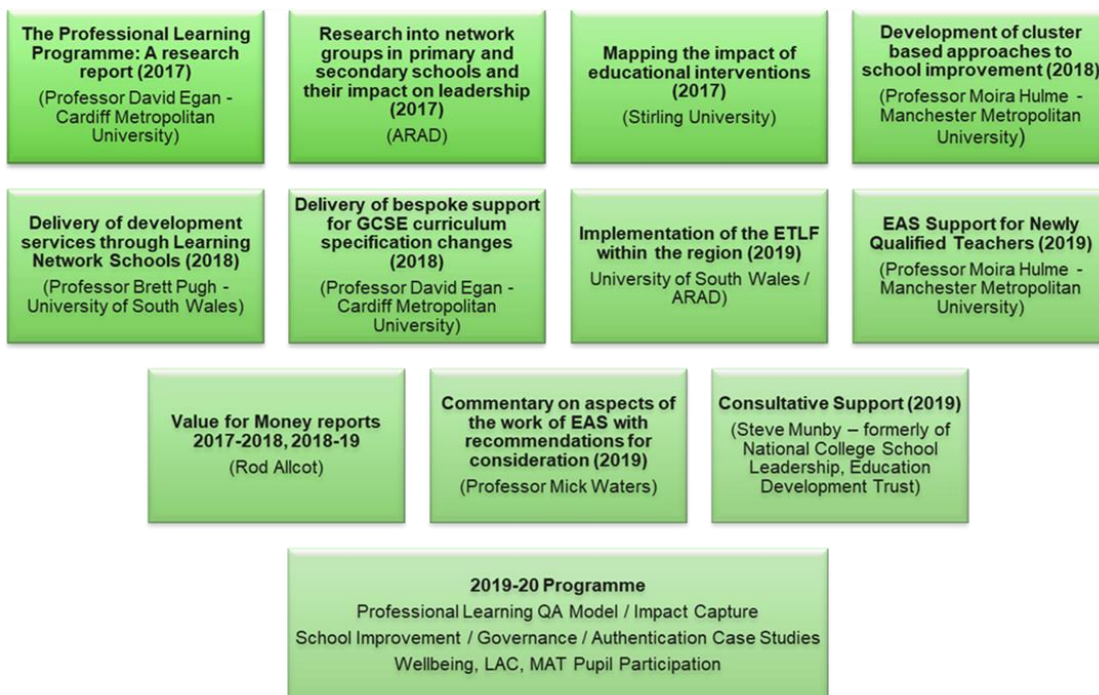 The Professional Learning
Programme: A research
report (2017)
(Professor David Egan -
Cardiff Metropolitan
University)
Research into network
groups in primary and
secondary schools and
their impact on leadership
(2017)
(ARAD)
Mapping the impact of
educational interventions
(2017)
(Stirling University)
Development of cluster
based approaches to
school improvement (2018)
(Professor Moira Hulme -
Manchester Metropolitan
University)
Delivery of development
services through Learning
Network Schools (2018)
(Professor Brett Pugh -
University of South Wales)
Delivery of bespoke support
for GCSE curriculum
specification changes
(2018)
(Professor David Egan -
Cardiff Metropolitan
University)
Implementation of the ETLF
within the region (2019)
University of South Wales /
ARAD)
EAS Support for Newly
Qualified Teachers (2019)
(Professor Moira Hulme -
Manchester Metropolitan
University)
Value for Money reports
2017-2018, 2018-19
(Rod Allcot)
Commentary on aspects of
the work of EAS with
recommendations for
consideration (2019)
(Professor Mick Waters)
Consultative Support (2019)
(Steve Munby – formerly of
National College School
Leadership, Education
Development Trust)
2019-20 Programme
Professional Learning QA Model / Impact Capture
School Improvement / Governance / Authentication Case Studies
Wellbeing, LAC, MAT Pupil Participation